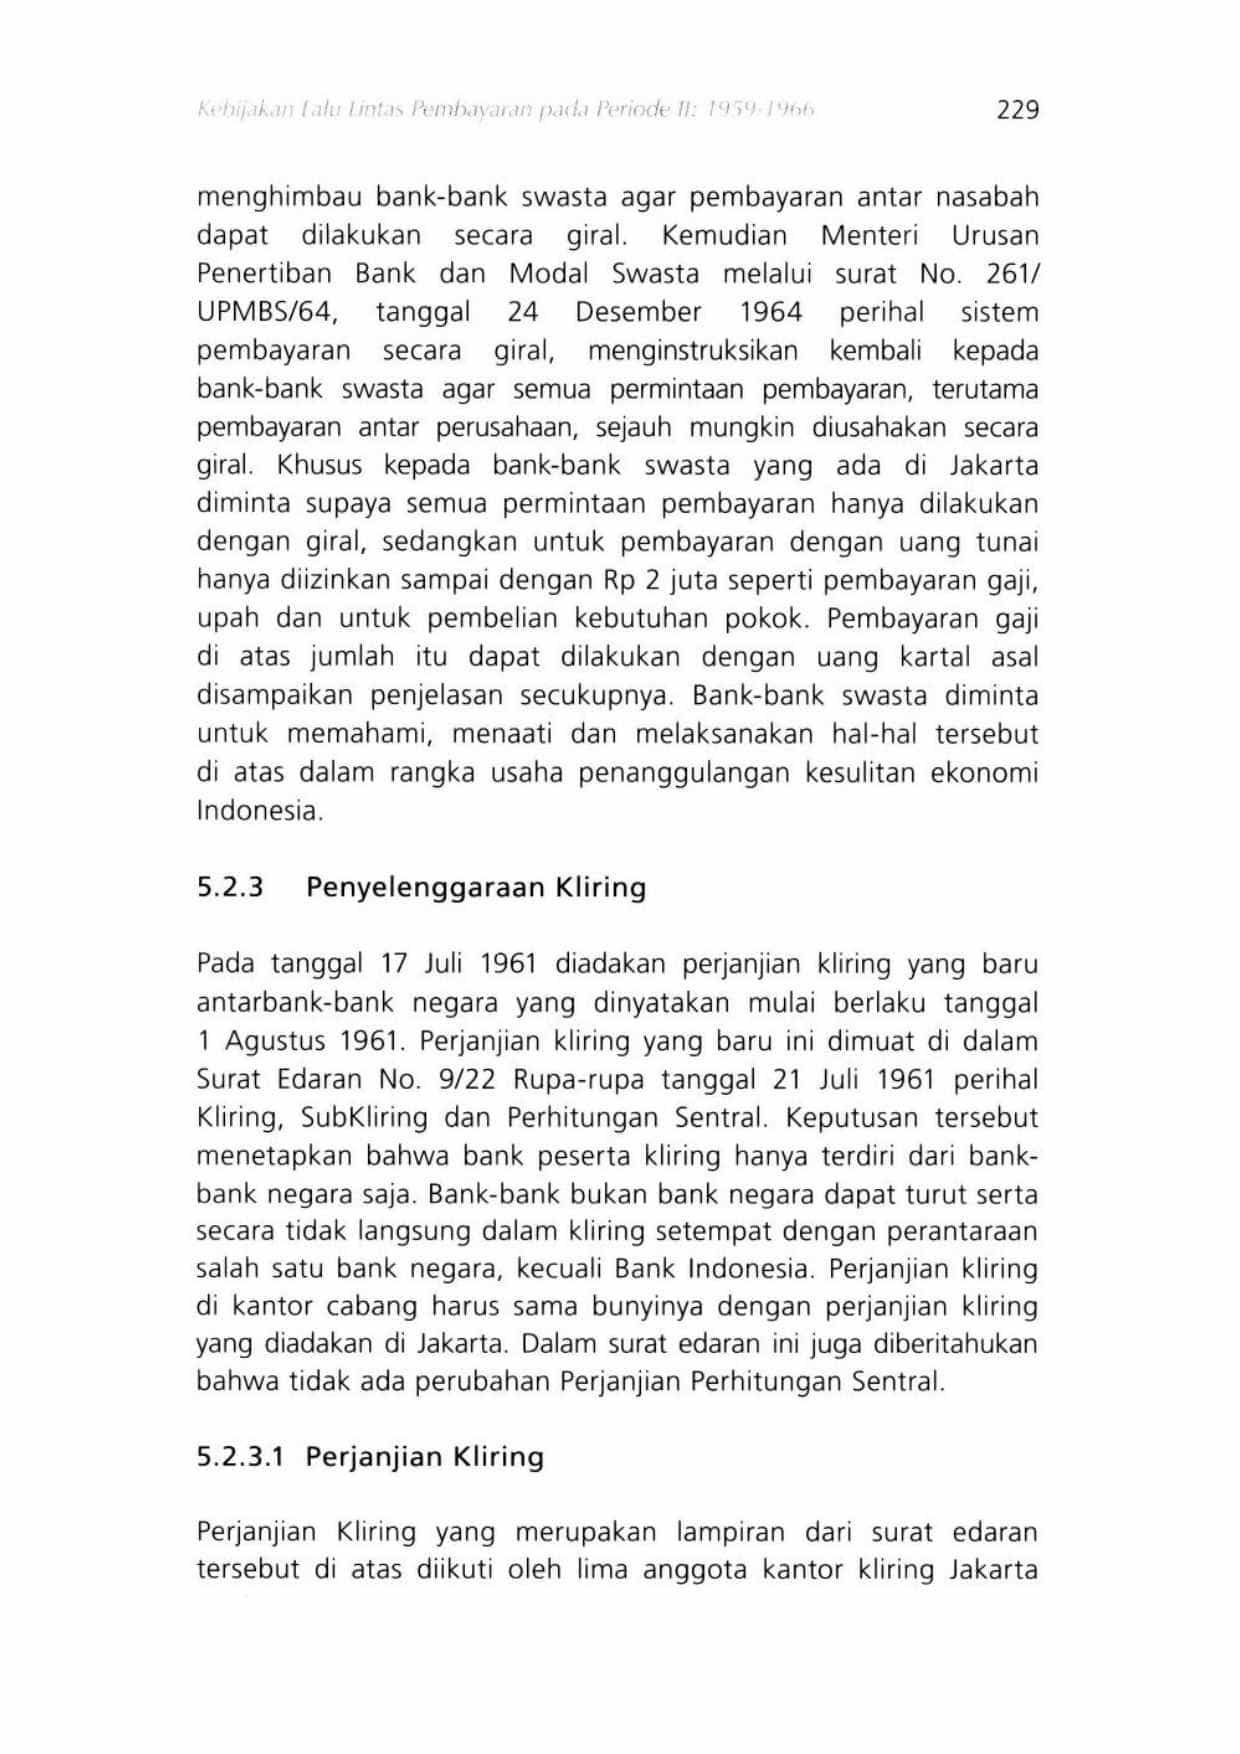 Kebijakan Lalu Lintas Pembayaran pada Periode II: 1959-1966 229
menghimbau bank-bank swasta agar pembayaran antar nasabah
dapat dilakukan secara giral. Kemudian Menteri Urusan
Penertiban Bank dan Modal Swasta melalui surat No. 261/
UPMBS/64, tanggal 24 Desember 1964 perihal sistem
pembayaran secara giral, menginstruksikan kembali kepada
bank-bank swasta agar semua permintaan pembayaran, terutama
pembayaran antar perusahaan, sejauh mungkin diusahakan secara
giral. Khusus kepada bank-bank swasta yang ada di Jakarta
diminta supaya semua permintaan pembayaran hanya dilakukan
dengan giral, sedangkan untuk pembayaran dengan uang tunai
hanya diizinkan sampai dengan Rp 2 juta seperti pembayaran gaji,
upah dan untuk pembelian kebutuhan pokok. Pembayaran gaji
di atas jumlah itu dapat dilakukan dengan uang kartal asal
disampaikan penjelasan secukupnya. Bank-bank swasta diminta
untuk memahami, menaati dan melaksanakan hal-hal tersebut
di atas dalam rangka usaha penanggulangan kesulitan ekonomi
Indonesia.
5.2.3 Penyelenggaraan Kliring
Pada tanggal 17 Juli 1961 diadakan perjanjian kliring yang baru
antarbank-bank negara yang dinyatakan mulai berlaku tanggal
1 Agustus 1961. Perjanjian kliring yang baru ini dimuat di dalam
Surat Edaran No. 9/22 Rupa-rupa tanggal 21 Juli 1961 perihal
Kliring, SubKliring dan Perhitungan Sentral. Keputusan tersebut
menetapkan bahwa bank peserta kliring hanya terdiri dari bank-
bank negara saja. Bank-bank bukan bank negara dapat turut serta
secara tidak langsung dalam kliring setempat dengan perantaraan
salah satu bank negara, kecuali Bank Indonesia. Perjanjian kliring
di kantor cabang harus sama bunyinya dengan perjanjian kliring
yang diadakan di Jakarta. Dalam surat edaran ini juga diberitahukan
bahwa tidak ada perubahan Perjanjian Perhitungan Sentral.
5.2.3.1 Perjanjian Kliring
Perjanjian Kliring yang merupakan lampiran dari surat edaran
tersebut di atas diikuti oleh lima anggota kantor kliring Jakarta